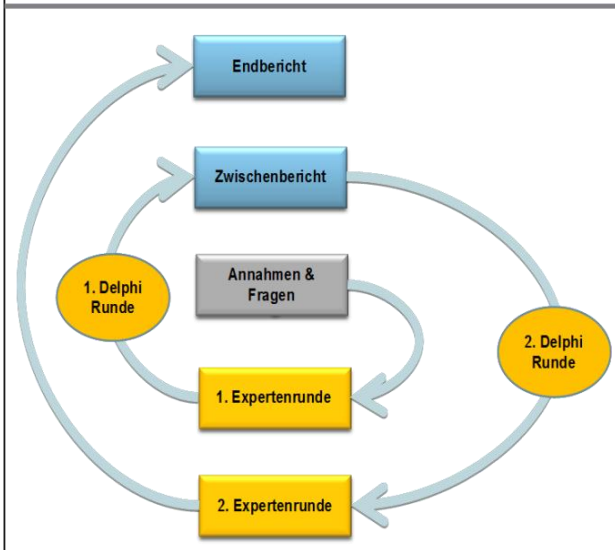 Endbericht
Zwischenbericht
Annahmen &
Fragen
1. Delphi
Runde
2. Delphi
Runde
1. Expertenrunde
2. Expertenrunde